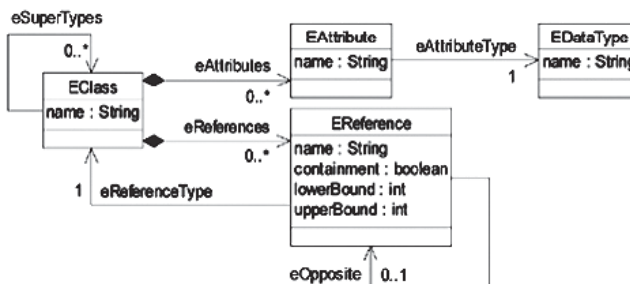 eSuperTypes
0..*
EClass
name : String
eAttributes
0..*
EAttribute
name : String
eAttributeType
1
EDataType
name : String
eReferences
0..*
EReference
name : String
containment : boolean
lowerBound : int
upperBound : int
1
eReferenceType
eOpposite
0..1